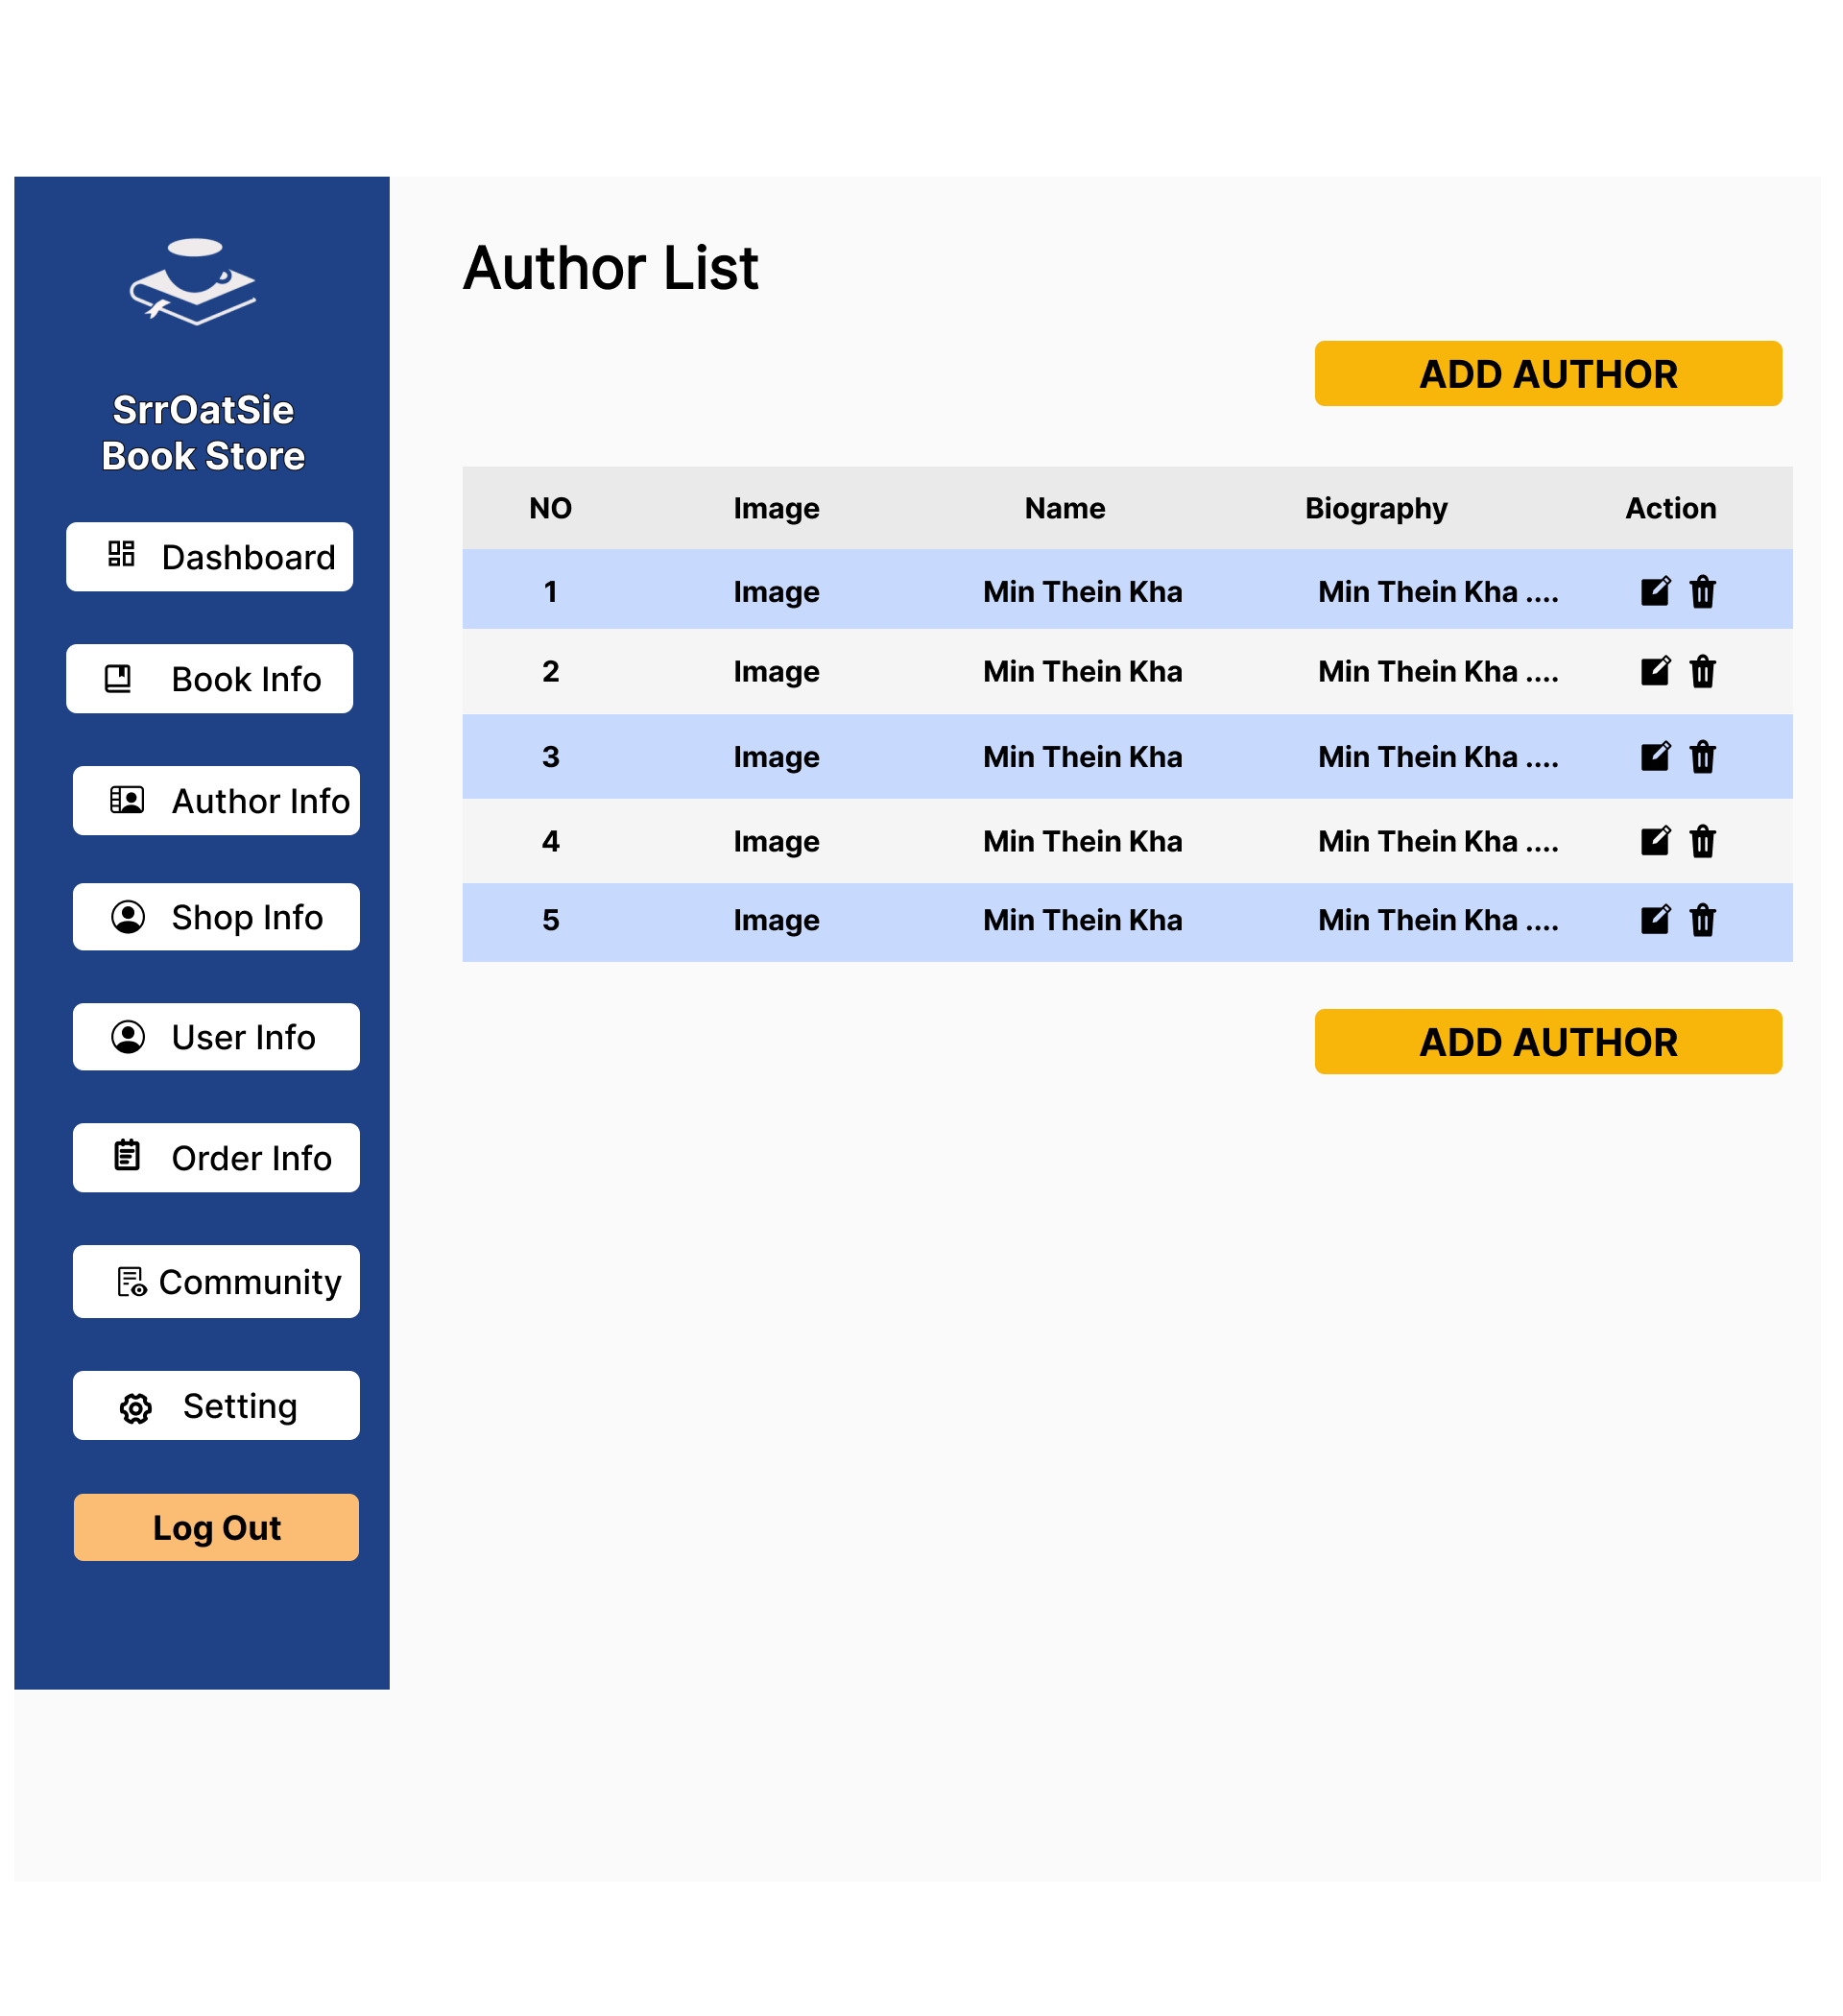 SrrOatSie
Book Store
Dashboard
Book Info
Author Info
Shop Info
User Info
Order Info
Community
Setting
Log Out
Author List
ADD AUTHOR
NO Image Name Biography Action
1 Image Min Thein Kha Min Thein Kha ....
2 Image Min Thein Kha Min Thein Kha ....
3 Image Min Thein Kha Min Thein Kha ....
4 Image Min Thein Kha Min Thein Kha ....
5 Image Min Thein Kha Min Thein Kha ....
ADD AUTHOR